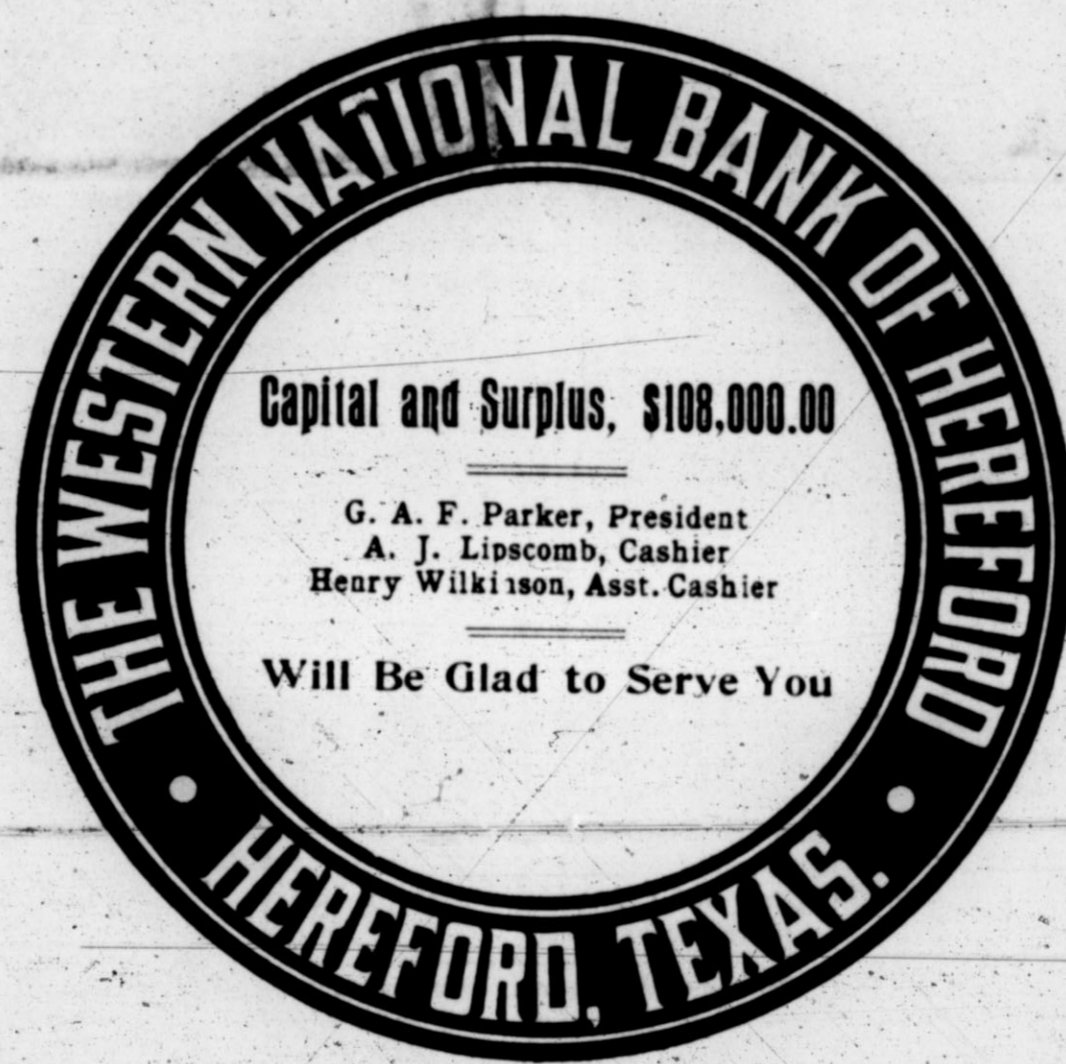 THE WESTERN NATIONAL BANK OF HEREFORD
Capital and Surplus, $108,000.00
G. A. F. Parker, President
A. J. Lipscomb, Cashier
Henry Wilkinson, Asst. Cashier
Will Be Glad to Serve You
HEREFORD, TEXAS.